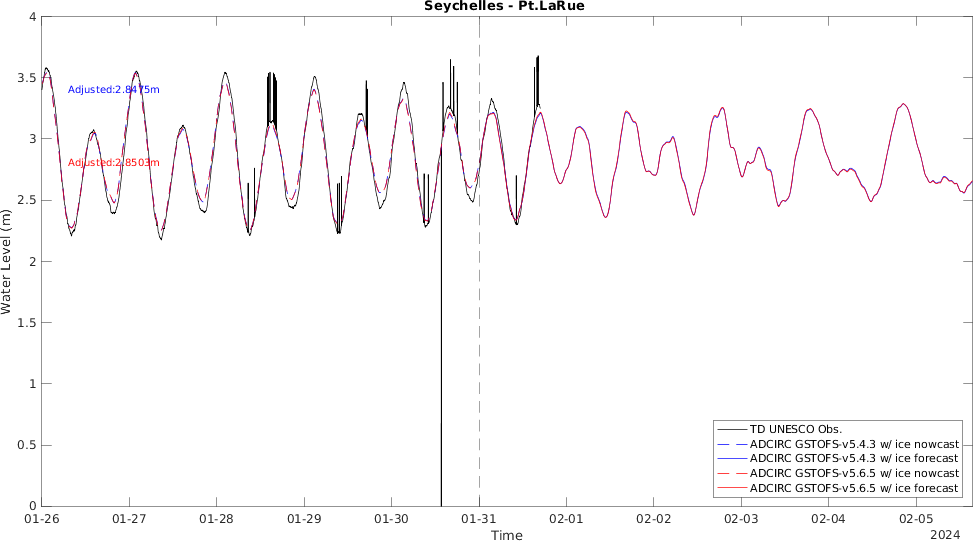 Seychelles - Pt.LaRue
4
3.5
3
2.5
2
1.5
1
0.5
0
Water Level (m)
Adjusted:2.8475m
Adjusted:2.8503m
TD UNESCO Obs.
ADCIRC GSTOFS-v5.4.3 w/ ice nowcast
ADCIRC GSTOFS-v5.4.3 w/ ice forecast
ADCIRC GSTOFS-v5.6.5 w/ ice nowcast
ADCIRC GSTOFS-v5.6.5 w/ ice forecast
01-26 01-27 01-28 01-29 01-30 01-31 02-01 02-02 02-03 02-04 02-05
Time
2024